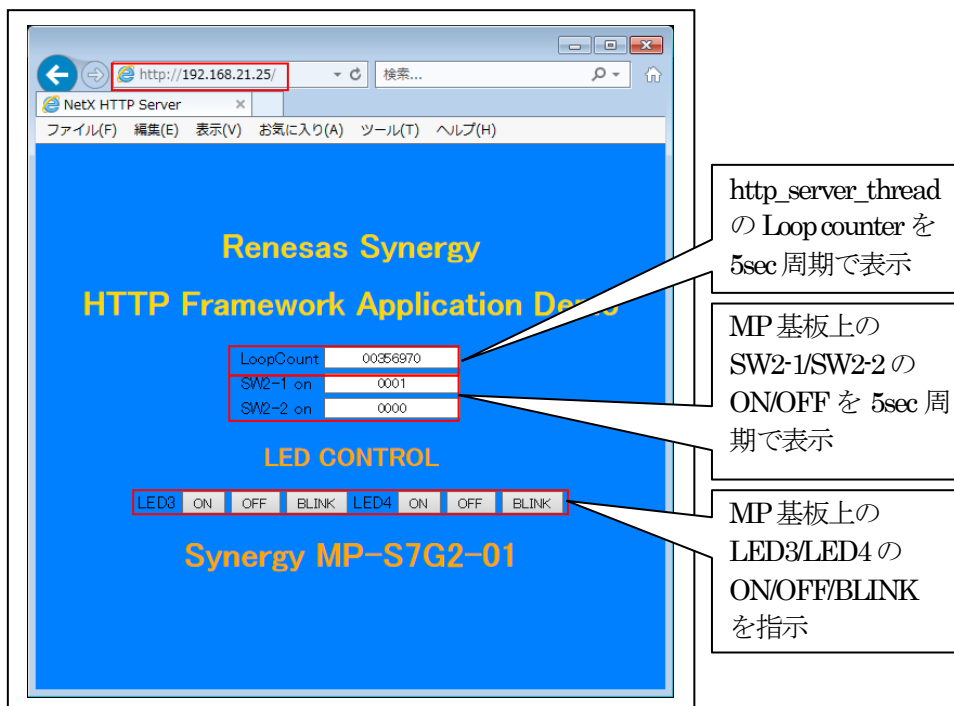 http://192.168.21.25/
検索...
NetX HTTP Server
ファイル(F) 編集(E) 表示(V) お気に入り(A) ツール(T) ヘルプ(H)
Renesas Synergy
HTTP Framework Application Demo
LoopCount 00356970
SW2-1 on 0001
SW2-2 on 0000
LED CONTROL
LED3 ON OFF BLINK LED4 ON OFF BLINK
Synergy MP-S7G2-01
http_server_thread
の Loop counter を
5sec 周期で表示
MP 基板上の
SW2-1/SW2-2 の
ON/OFF を 5sec 周
期で表示
MP 基板上の
LED3/LED4 の
ON/OFF/BLINK
を指示